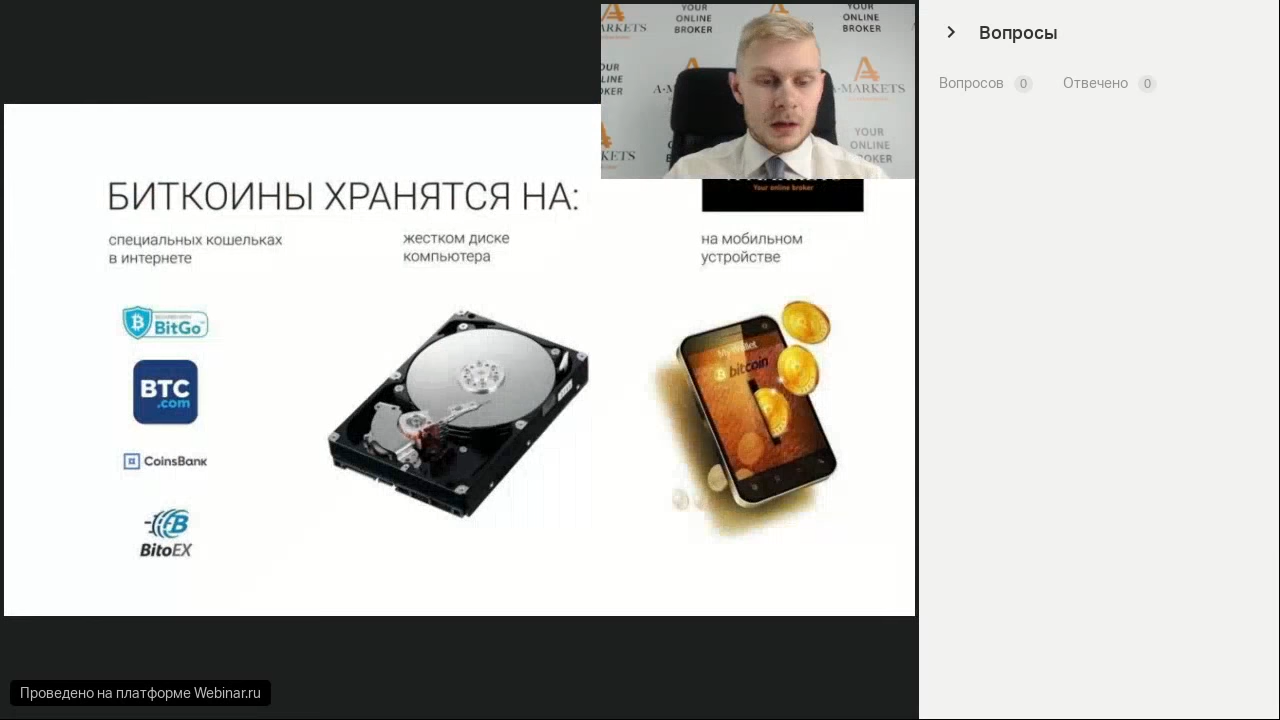 YOUR
ONLINE
BROKER
YOUR
ONLINE
BROKER
A-MARKETS
YOUR
ONLINE
BROKER
Your online broker
БИТКОИНЫ ХРАНЯТСЯ НА:
специальных кошельках
в интернете
жестком диске
компьютера
на мобильном
устройстве
BitGo
BTC
.com
CoinsBank
BitoEX
My Wallet
bitcoin
Вопросы
Вопросов 0
Отвечено 0
Проведено на платформе Webinar.ru